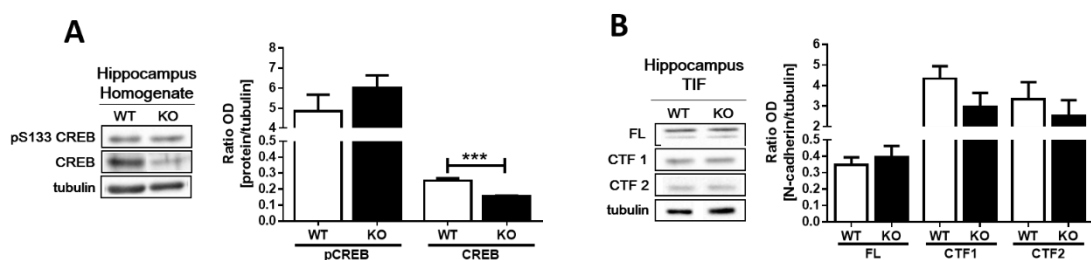 A
Hippocampus
Homogenate
WT KO
pS133 CREB
CREB
tubulin
Ratio OD
[protein/tubulin]
8
7
6
5
4
0.5
0.4
0.3
0.2
0.1
0.0
***
WT KO WT KO
pCREB CREB
B
Hippocampus
TIF
WT KO
FL
CTF 1
CTF 2
tubulin
Ratio OD
[N-cadherin/tubulin]
6
5
4
3
2
1
0.6
0.5
0.4
0.3
0.2
0.1
0.0
WT KO WT KO WT KO
FL CTF1 CTF2